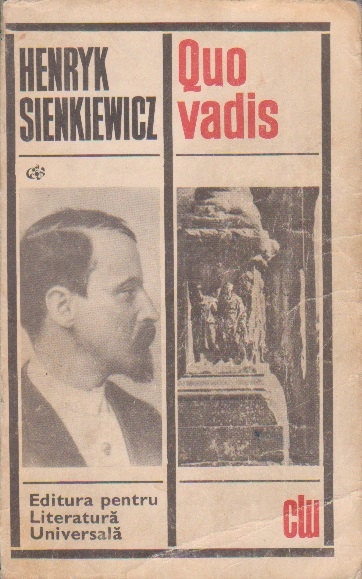 HENRYK
SIENKIEWICZ
Quo
vadis
Editura pentru
Literatură
Universală
clu